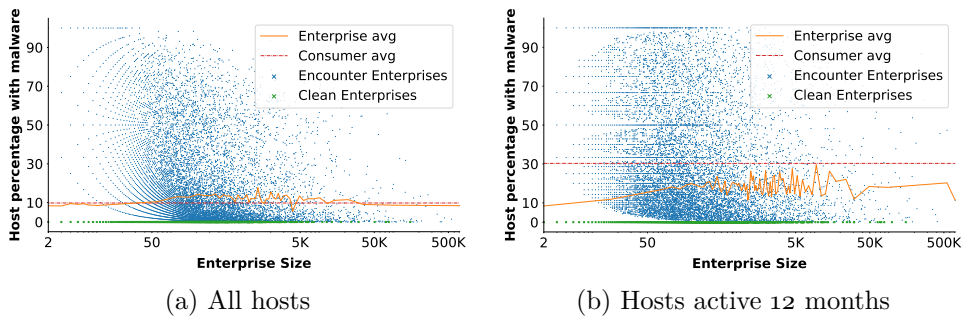 Host percentage with malware
90
70
50
30
10
0
2
50
5K
50K
500K
Enterprise Size
Enterprise avg
Consumer avg
Encounter Enterprises
Clean Enterprises
(a) All hosts
Host percentage with malware
90
70
50
30
10
0
2
50
5K
50K
500K
Enterprise Size
Enterprise avg
Consumer avg
Encounter Enterprises
Clean Enterprises
(b) Hosts active 12 months